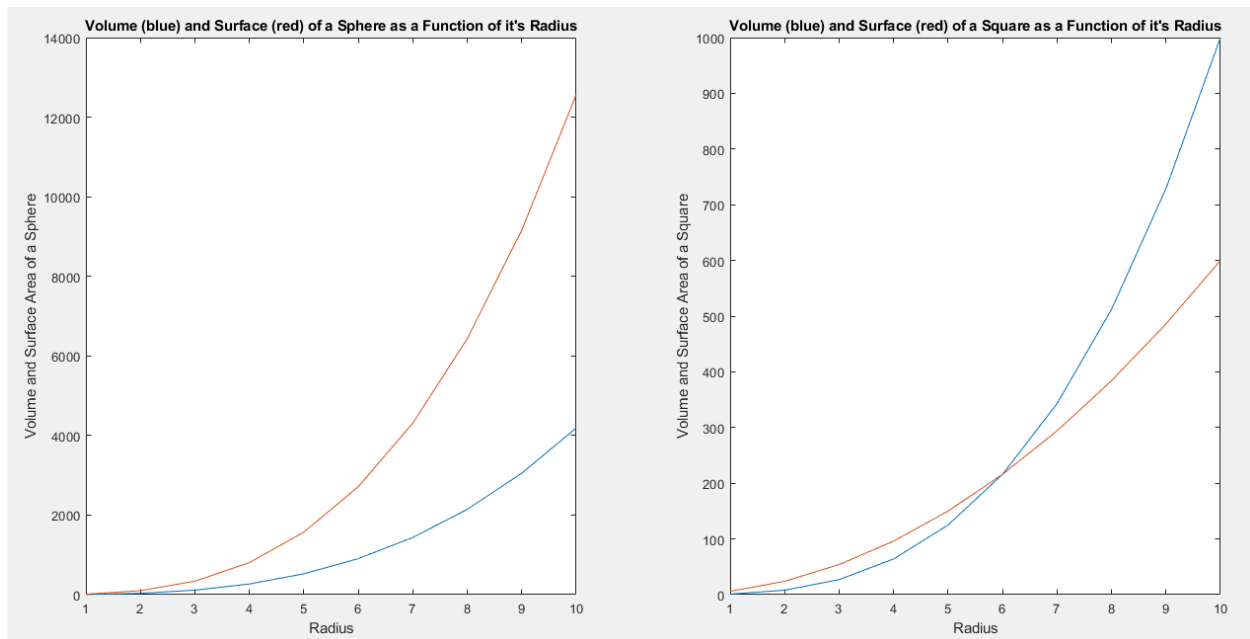 Volume (blue) and Surface (red) of a Sphere as a Function of it's Radius
14000
12000
10000
8000
6000
4000
2000
0
Volume and Surface Area of a Sphere
1 2 3 4 5 6 7 8 9 10
Radius
Volume (blue) and Surface (red) of a Square as a Function of it's Radius
1000
900
800
700
600
500
400
300
200
100
0
Volume and Surface Area of a Square
1 2 3 4 5 6 7 8 9 10
Radius